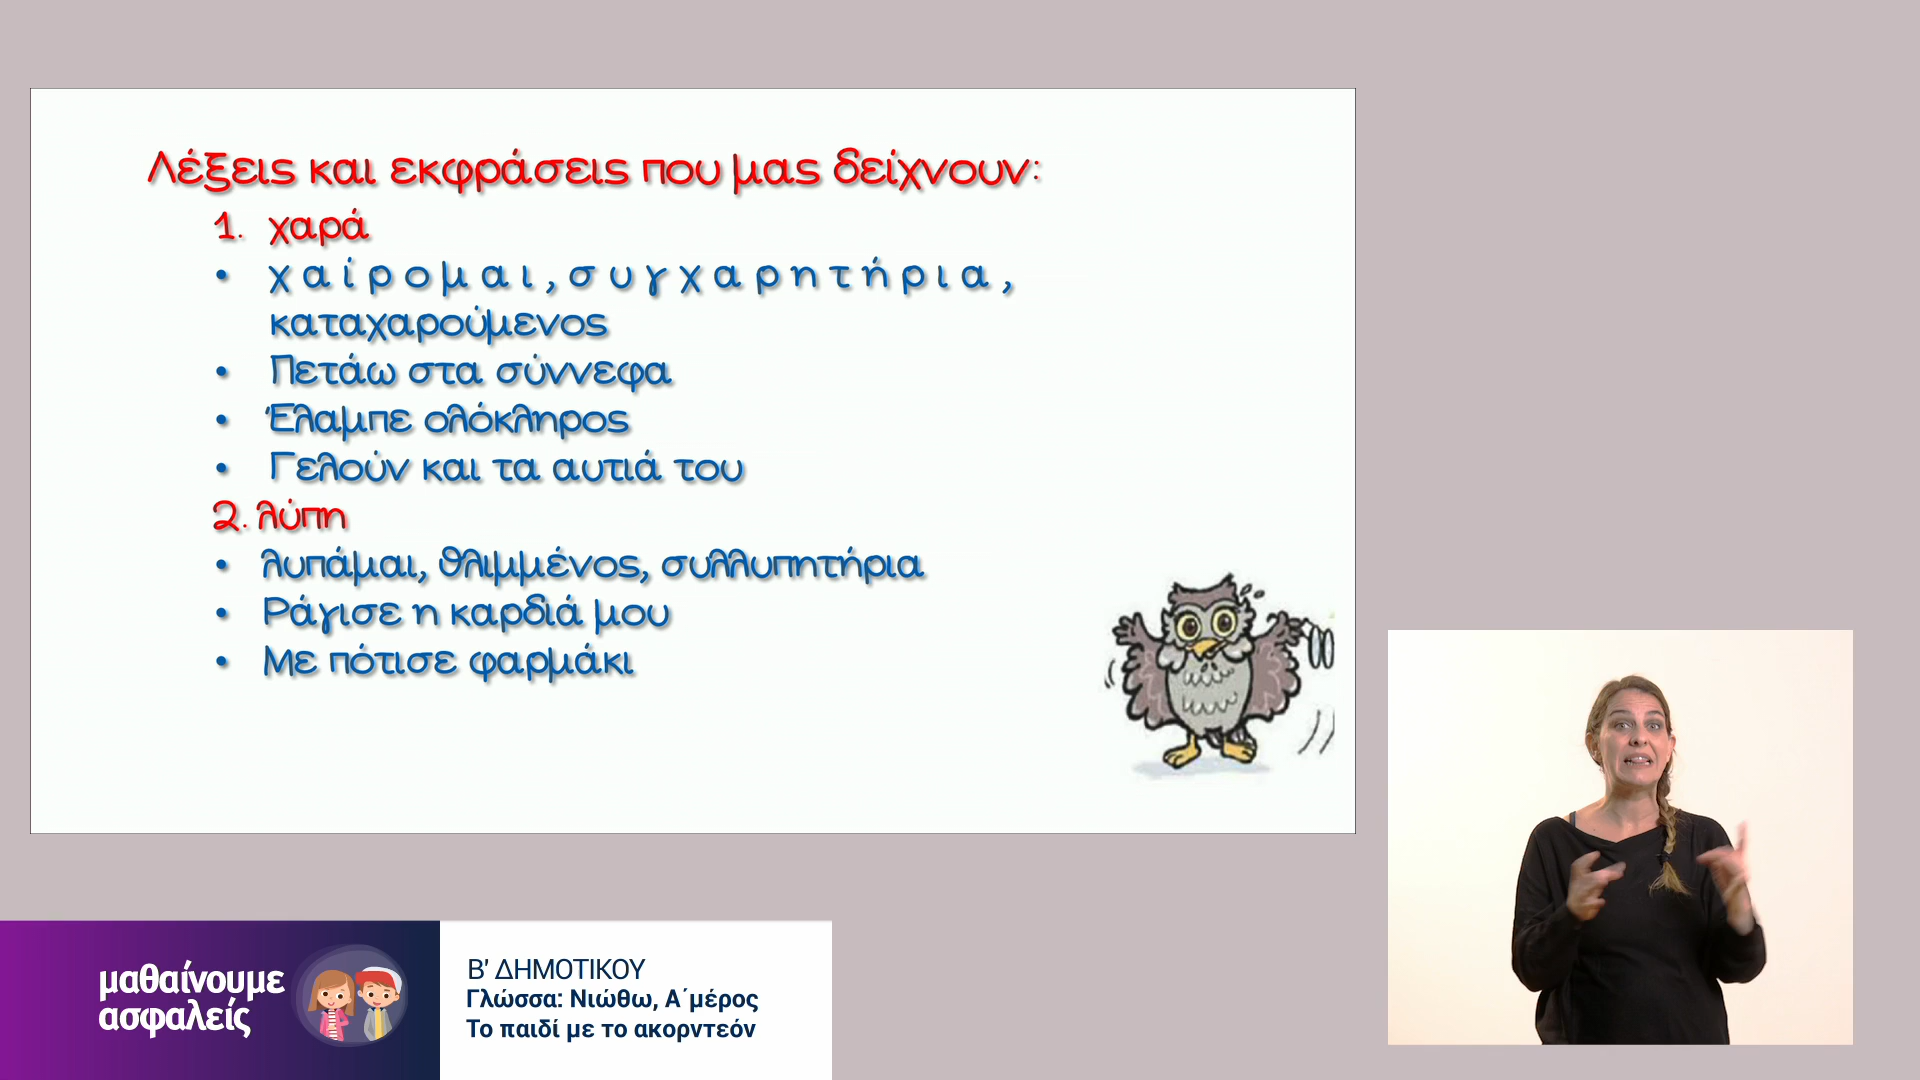 Λέξεις και εκφράσεις που μας δείχνουν:
1. χαρά
• χαίρομαι, συγχαρητήρια,
καταχαρούμενος
• Πετάω στα σύννεφα
• Έλαμπε ολόκληρος
• Γελούν και τα αυτιά του
2. λύπη
• λυπάμαι, θλιμμένος, συλλυπητήρια
• Ράγισε η καρδιά μου
• Με πότισε φαρμάκι
μαθαίνουμε
ασφαλείς
Β' ΔΗΜΟΤΙΚΟΥ
Γλώσσα: Νιώθω, Α΄μέρος
Το παιδί με το ακορντεόν